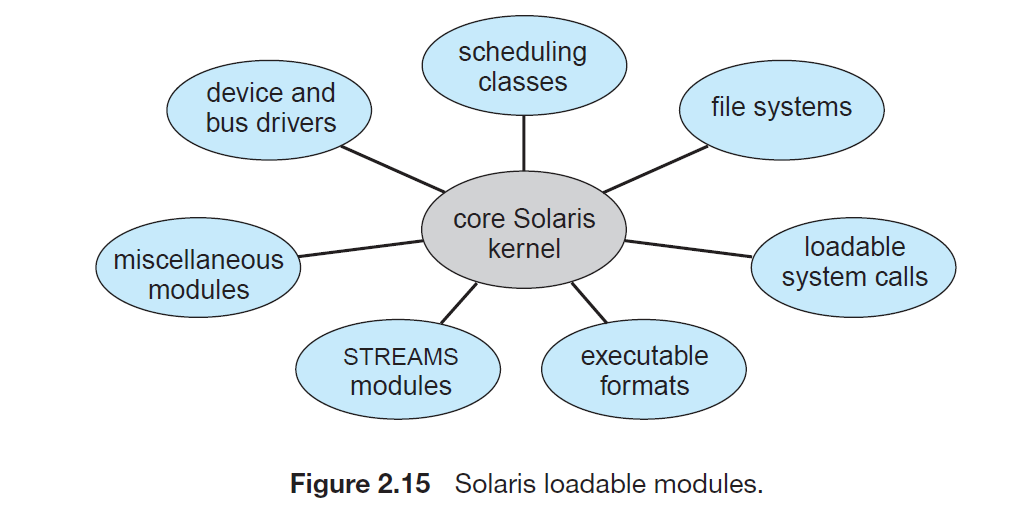 scheduling
classes
device and
bus drivers
file systems
core Solaris
kernel
miscellaneous
modules
loadable
system calls
STREAMS
modules
executable
formats
Figure 2.15 Solaris loadable modules.